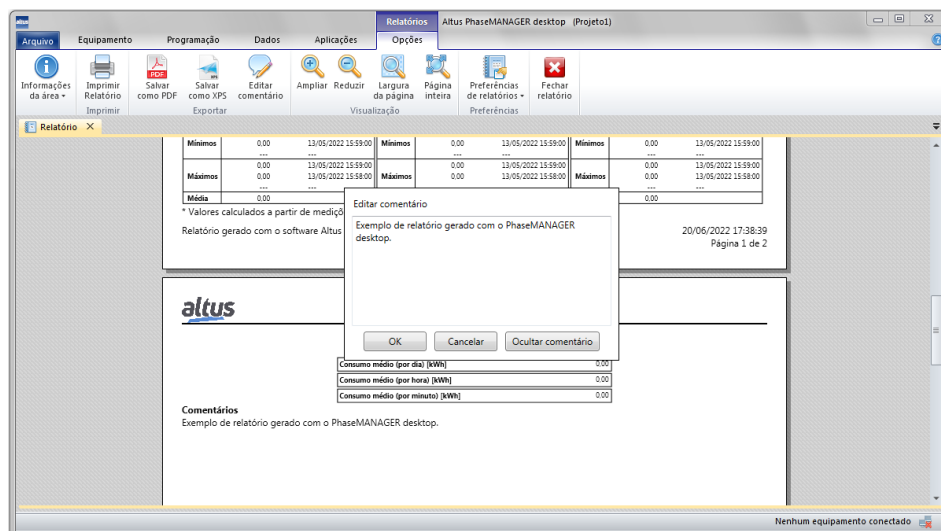 altus
Relatórios Altus PhaseMANAGER desktop (Projeto1)
Arquivo Equipamento Programação Dados Aplicações Opções
Informações da área Imprimir Relatório Salvar como PDF Salvar como XPS Editar comentário Ampliar Reduzir Largura da página Página inteira Preferências de relatórios Fechar relatório
Imprimir Exportar Visualização Preferências
Relatório X
Mínimos 0,00 13/05/2022 15:59:00 Mínimos 0,00 13/05/2022 15:59:00 Mínimos 0,00 13/05/2022 15:59:00
--- --- --- --- --- ---
0,00 13/05/2022 15:59:00 0,00 13/05/2022 15:59:00 0,00 13/05/2022 15:59:00
Máximos 0,00 13/05/2022 15:58:00 Máximos 0,00 13/05/2022 15:58:00 Máximos 0,00 13/05/2022 15:58:00
--- --- --- ---
Média 0,00 0,00
* Valores calculados a partir de mediçõ
Relatório gerado com o software Altus 20/06/2022 17:38:39
Página 1 de 2
Editar comentário
Exemplo de relatório gerado com o PhaseMANAGER
desktop.
OK Cancelar Ocultar comentário
altus
Consumo médio (por dia) [kWh] 0,00
Consumo médio (por hora) [kWh] 0,00
Consumo médio (por minuto) [kWh] 0,00
Comentários
Exemplo de relatório gerado com o PhaseMANAGER desktop.
Nenhum equipamento conectado